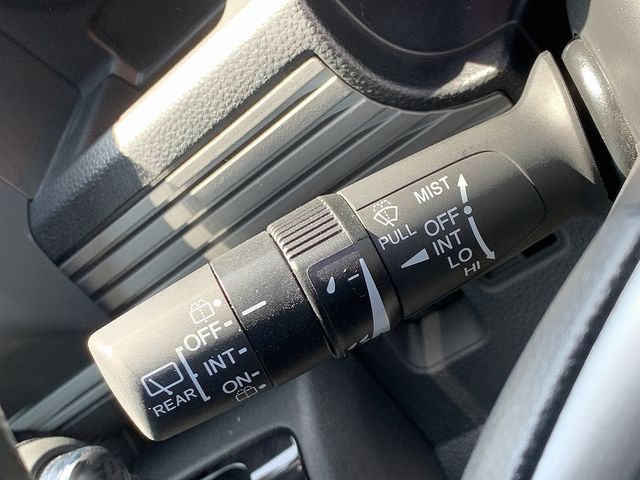 MIST
OFF
INT
LO
HI
PULL
OFF
INT
ON
REAR